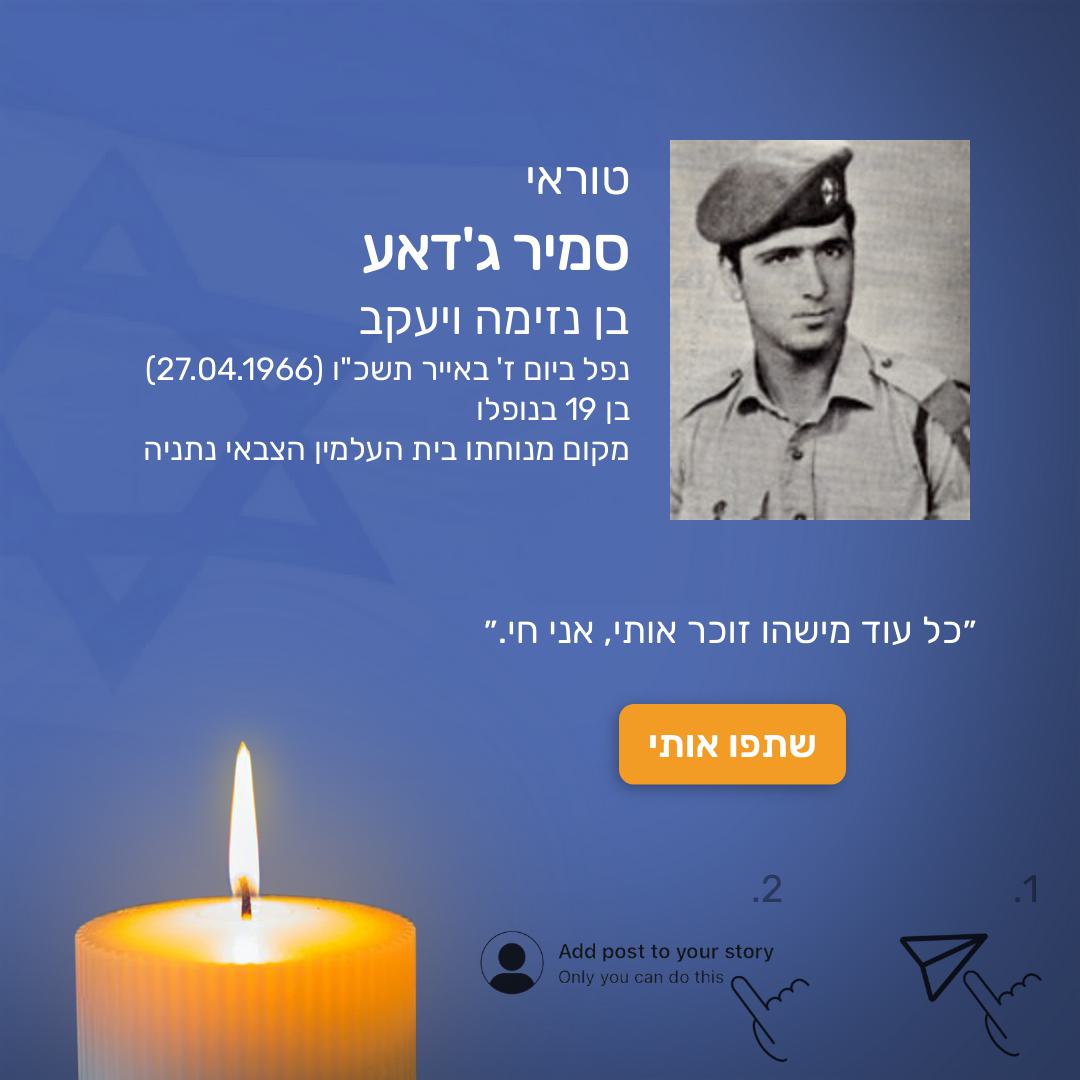 טוראי
סמיר ג'דאע
בן נזימה ויעקב
נפל ביום ז' באייר תשכ"ו (27.04.1966)
בן 19 בנופלו
מקום מנוחתו בית העלמין הצבאי נתניה
״כל עוד מישהו זוכר אותי, אני חי.״
שתפו אותי
.1
.2
Add post to your story
Only you can do this